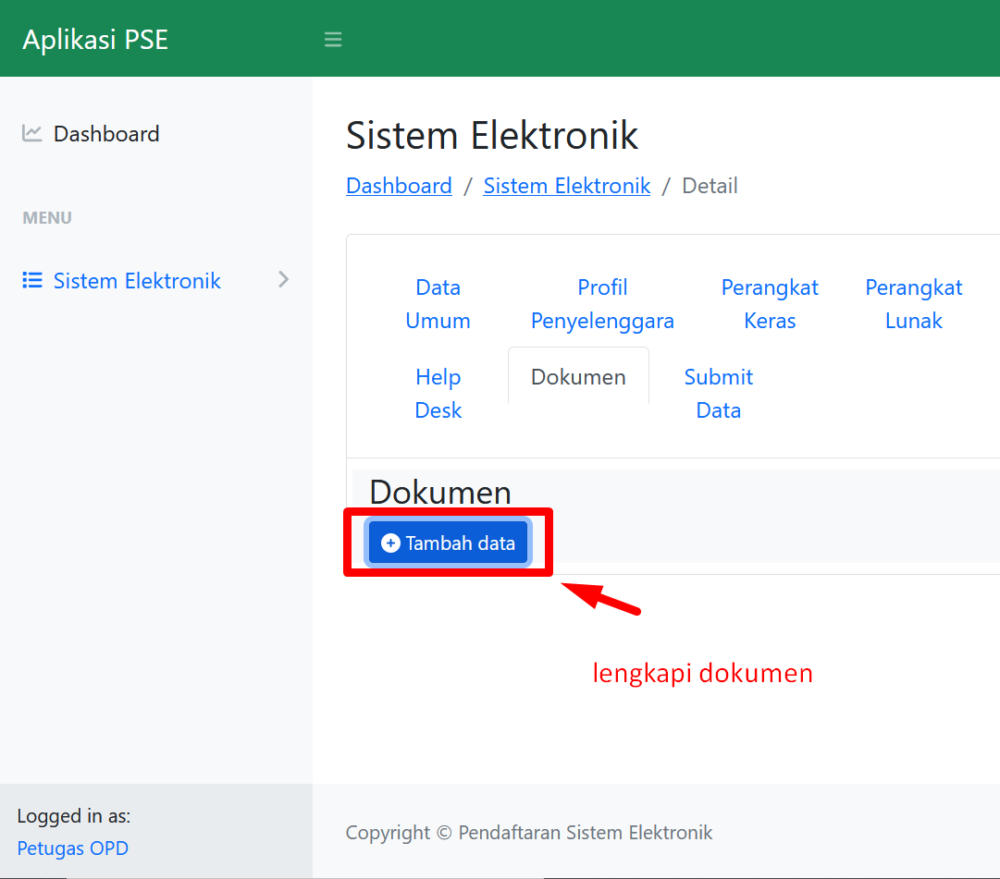 Aplikasi PSE
Dashboard
MENU
Sistem Elektronik
Sistem Elektronik
Dashboard / Sistem Elektronik / Detail
Data Umum
Profil Penyelenggara
Perangkat Keras
Perangkat Lunak
Help Desk
Dokumen
Submit Data
Dokumen
Tambah data
lengkapi dokumen
Logged in as:
Petugas OPD
Copyright © Pendaftaran Sistem Elektronik